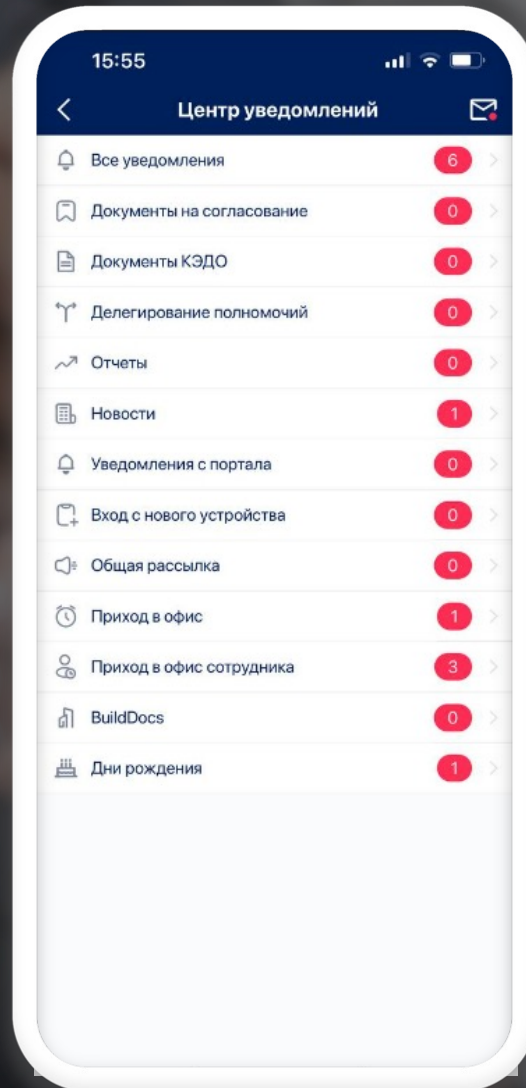 15:55
Центр уведомлений
Все уведомления 6
Документы на согласование 0
Документы КЭДО 0
Делегирование полномочий 0
Отчеты 0
Новости 1
Уведомления с портала 0
Вход с нового устройства 0
Общая рассылка 0
Приход в офис 1
Приход в офис сотрудника 3
BuildDocs 0
Дни рождения 1